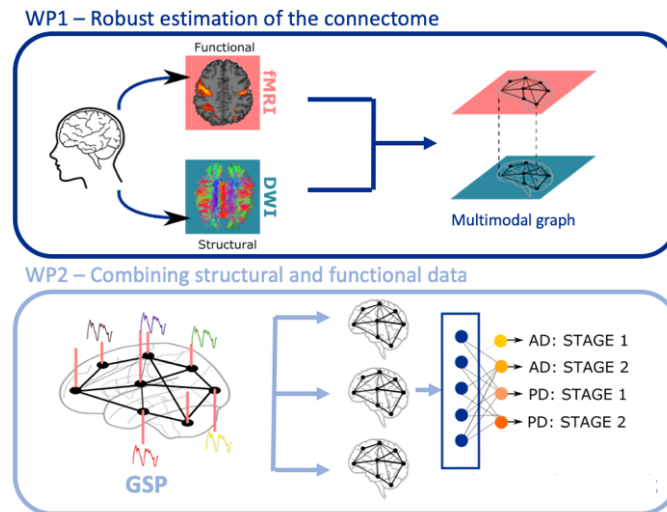 WP1 – Robust estimation of the connectome
Functional
fMRI
DWI
Structural
Multimodal graph
WP2 – Combining structural and functional data
GSP
AD: STAGE 1
AD: STAGE 2
PD: STAGE 1
PD: STAGE 2